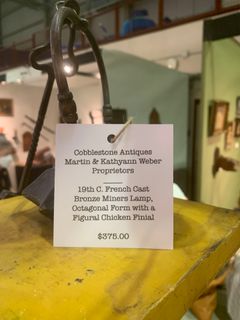 Cobblestone Antiques
Martin & Kathyann Weber
Proprietors
19th C. French Cast
Bronze Miners Lamp,
Octagonal Form with a
Figural Chicken Finial
$375.00